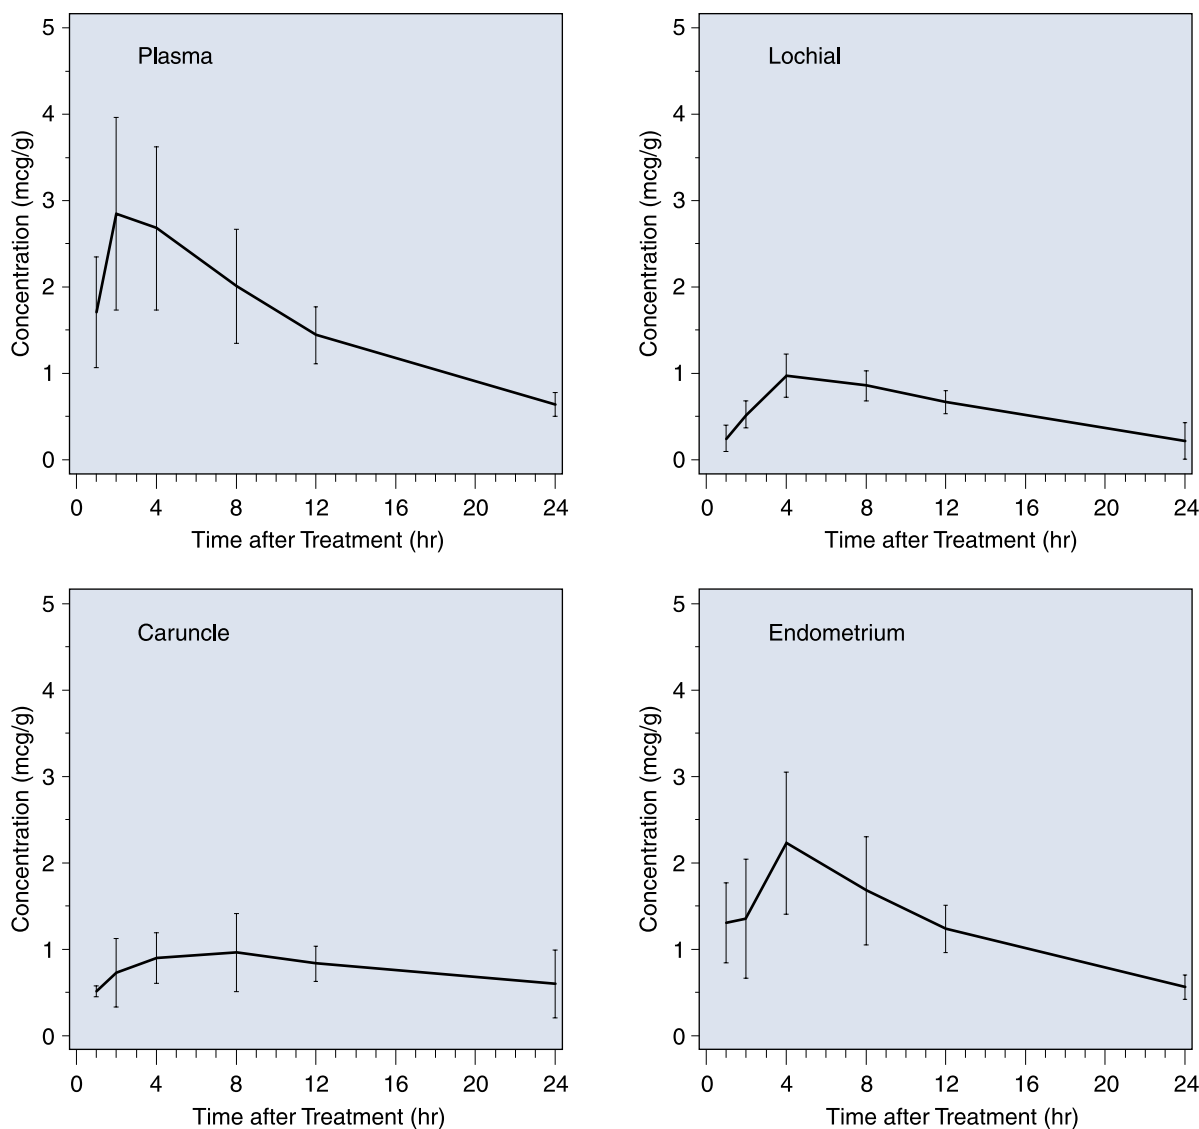 Plasma
Concentration (mcg/g)
5
4
3
2
1
0
0 4 8 12 16 20 24
Time after Treatment (hr)
Lochial
Concentration (mcg/g)
5
4
3
2
1
0
0 4 8 12 16 20 24
Time after Treatment (hr)
Caruncle
Concentration (mcg/g)
5
4
3
2
1
0
0 4 8 12 16 20 24
Time after Treatment (hr)
Endometrium
Concentration (mcg/g)
5
4
3
2
1
0
0 4 8 12 16 20 24
Time after Treatment (hr)